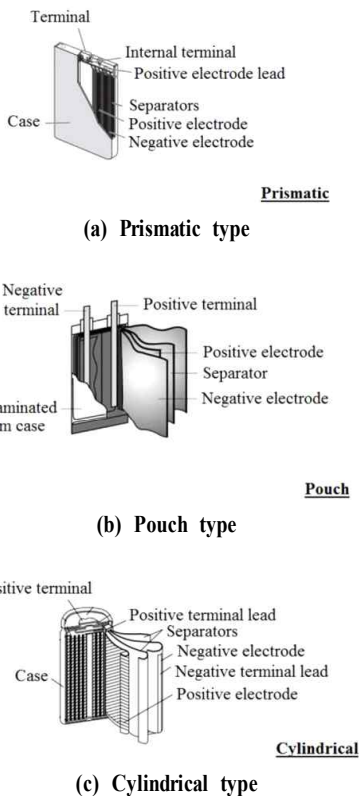 Terminal
Internal terminal
Positive electrode lead
Separators
Case
Positive electrode
Negative electrode
Prismatic
(a) Prismatic type
Negative
terminal
Positive terminal
Positive electrode
Separator
Negative electrode
Pouch
(b) Pouch type
terminal
Positive terminal lead
Separators
Negative electrode
Case
Negative terminal lead
Positive electrode
Cylindrical
(c) Cylindrical type